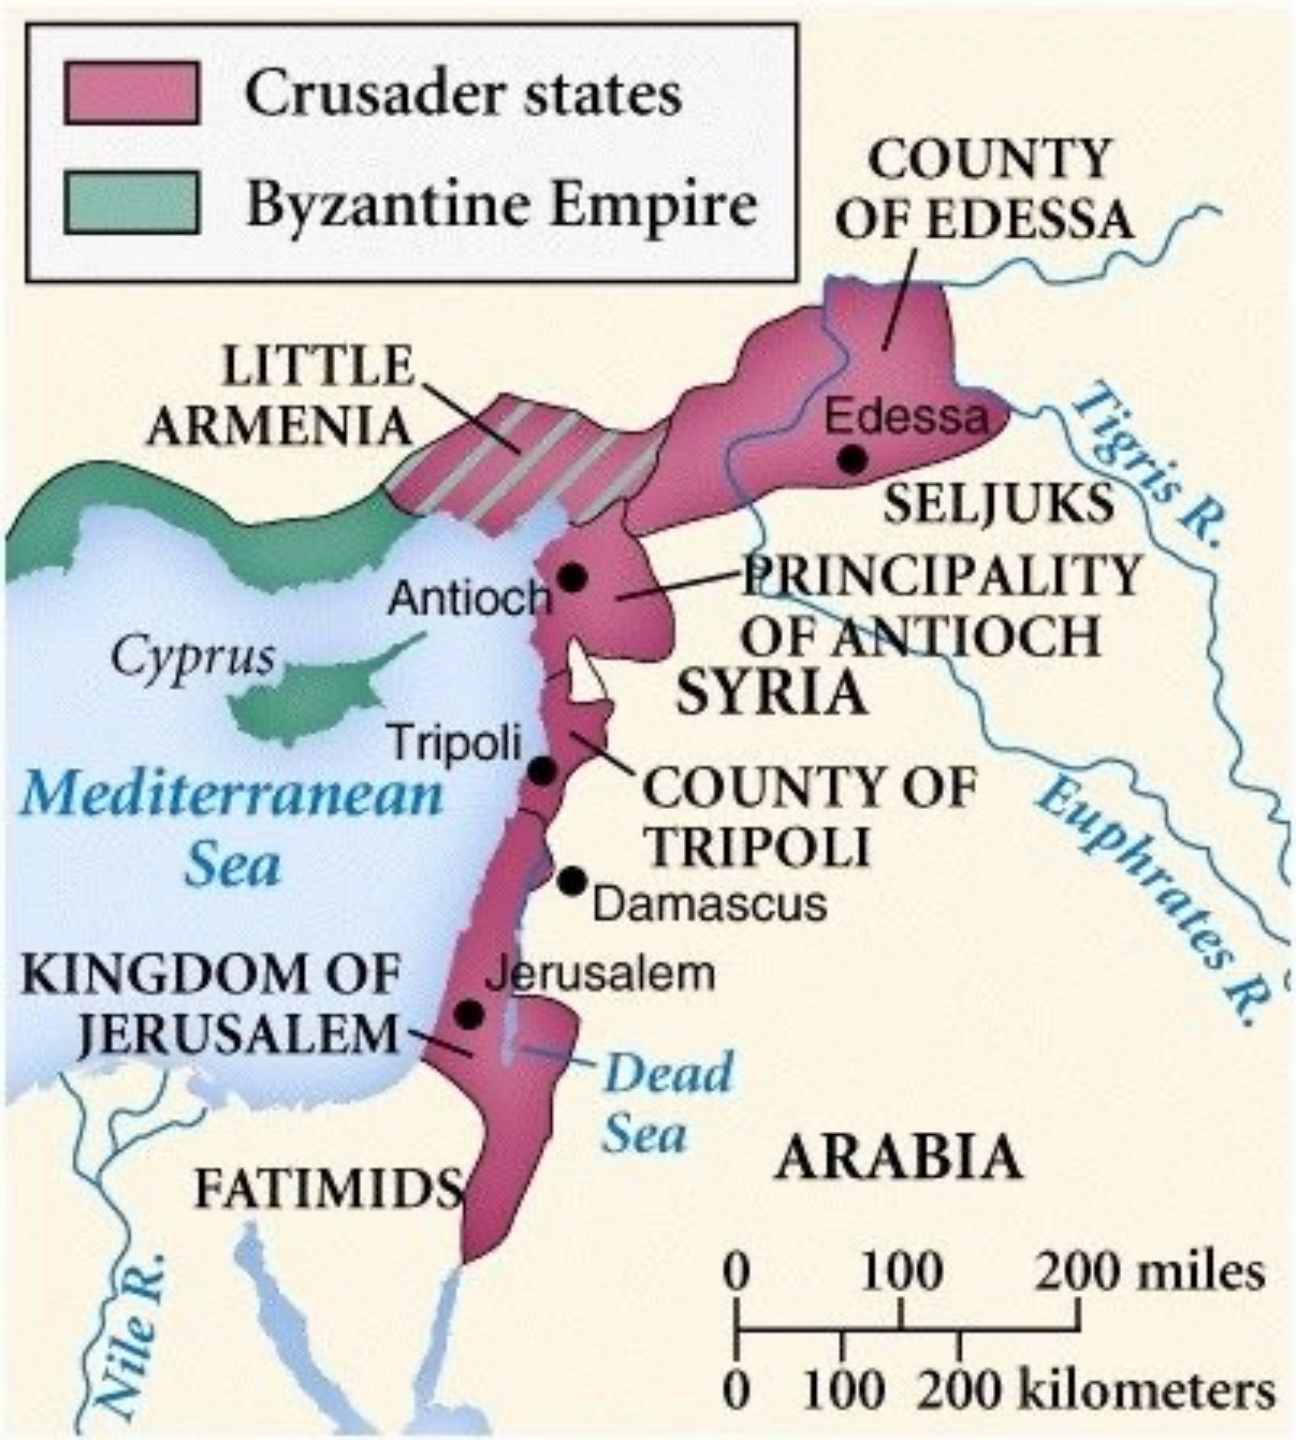 Crusader states
Byzantine Empire
COUNTY
OF EDESSA
LITTLE
ARMENIA
Edessa
Tigris R.
SELJUKS
Antioch
PRINCIPALITY
OF ANTIOCH
Cyprus
SYRIA
Tripoli
Mediterranean
Sea
COUNTY OF
TRIPOLI
Euphrates R.
Damascus
KINGDOM OF
JERUSALEM
Jerusalem
Dead
Sea
ARABIA
FATIMIDS
Nile R.
0 100 200 miles
0 100 200 kilometers